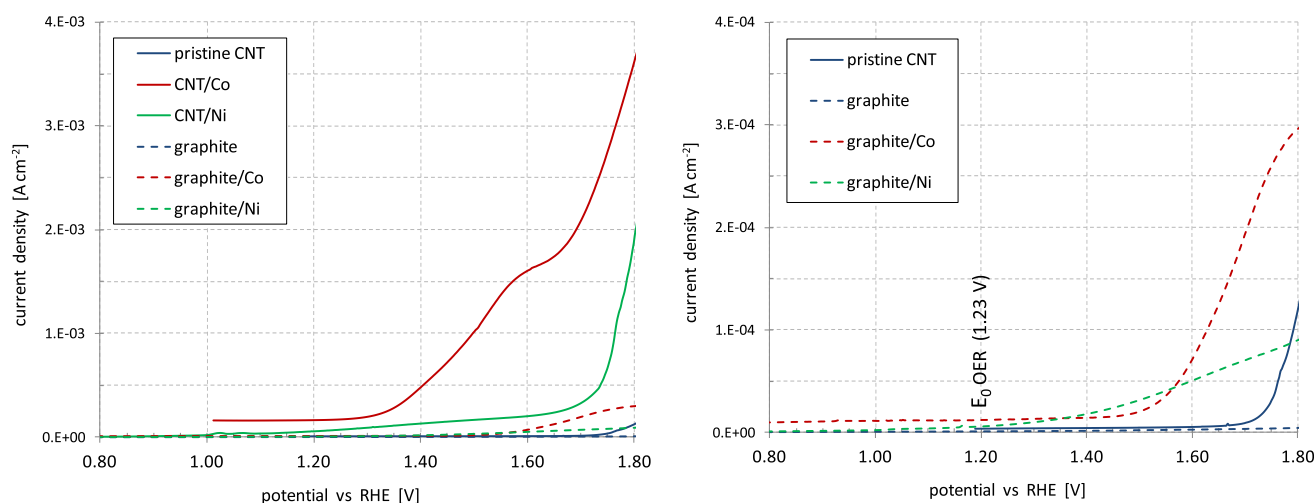 4.E-03
3.E-03
2.E-03
1.E-03
0.E+00
0.80 1.00 1.20 1.40 1.60 1.80
current density [A cm⁻²]
potential vs RHE [V]
pristine CNT
CNT/Co
CNT/Ni
graphite
graphite/Co
graphite/Ni
4.E-04
3.E-04
2.E-04
1.E-04
0.E+00
0.80 1.00 1.20 1.40 1.60 1.80
current density [A cm⁻²]
potential vs RHE [V]
pristine CNT
graphite
graphite/Co
graphite/Ni
E₀ OER (1.23 V)